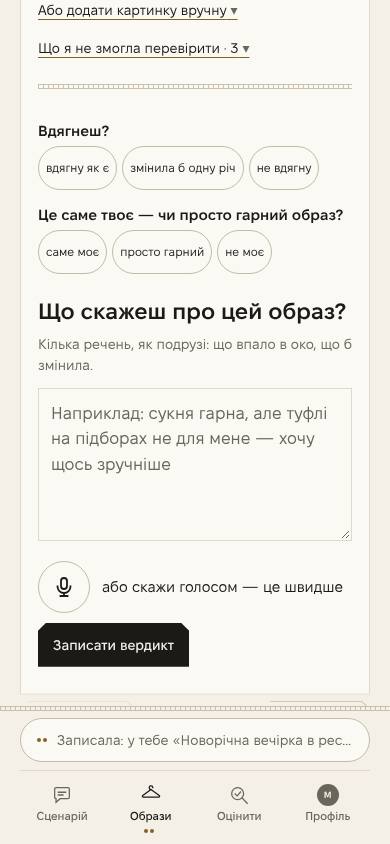 Або додати картинку вручну ▾
Що я не змогла перевірити · 3 ▾
Вдягнеш?
вдягну як є
змінила б одну річ
не вдягну
Це саме твоє — чи просто гарний образ?
саме моє
просто гарний
не моє
Що скажеш про цей образ?
Кілька речень, як подрузі: що впало в око, що б
змінила.
Наприклад: сукня гарна, але туфлі
на підборах не для мене — хочу
щось зручніше
або скажи голосом — це швидше
Записати вердикт
Записала: у тебе «Новорічна вечірка в рес...
Сценарій
Образи
Оцінити
М
Профіль